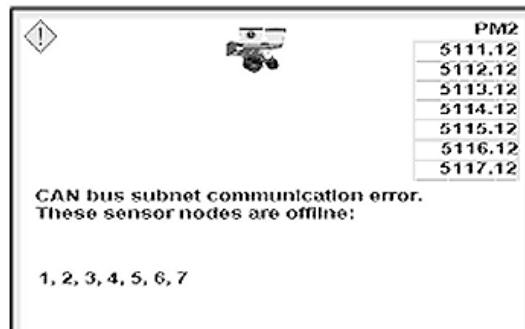 PM2
5111.12
5112.12
5113.12
5114.12
5115.12
5116.12
5117.12
CAN bus subnet communication error.
These sensor nodes are offline:
1, 2, 3, 4, 5, 6, 7